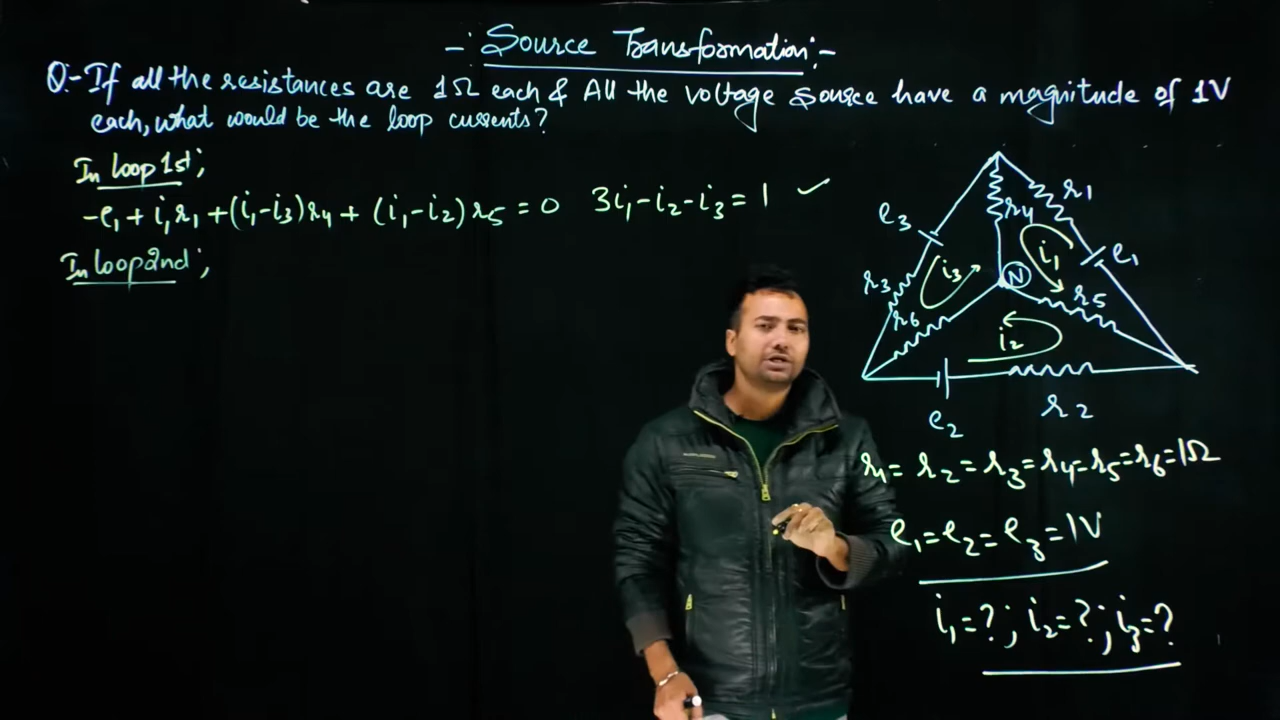 -: Source Transformation:-
Q:- If all the resistances are 1Ω each & All the voltage source have a magnitude of 1V
each, what would be the loop currents?
In loop 1st;
-e₁ + i₁r₁ + (i₁-i₃)r₄ + (i₁-i₂)r₅ = 0   3i₁-i₂-i₃ = 1 ✓
In loop 2nd;
r₁
r₄
e₃
i₁
e₁
i₃
N
r₃
r₅
r₆
i₂
e₂
r₂
r₁ = r₂ = r₃ = r₄ = r₅ = r₆ = 1Ω
e₁ = e₂ = e₃ = 1V
i₁ = ?; i₂ = ?; i₃ = ?